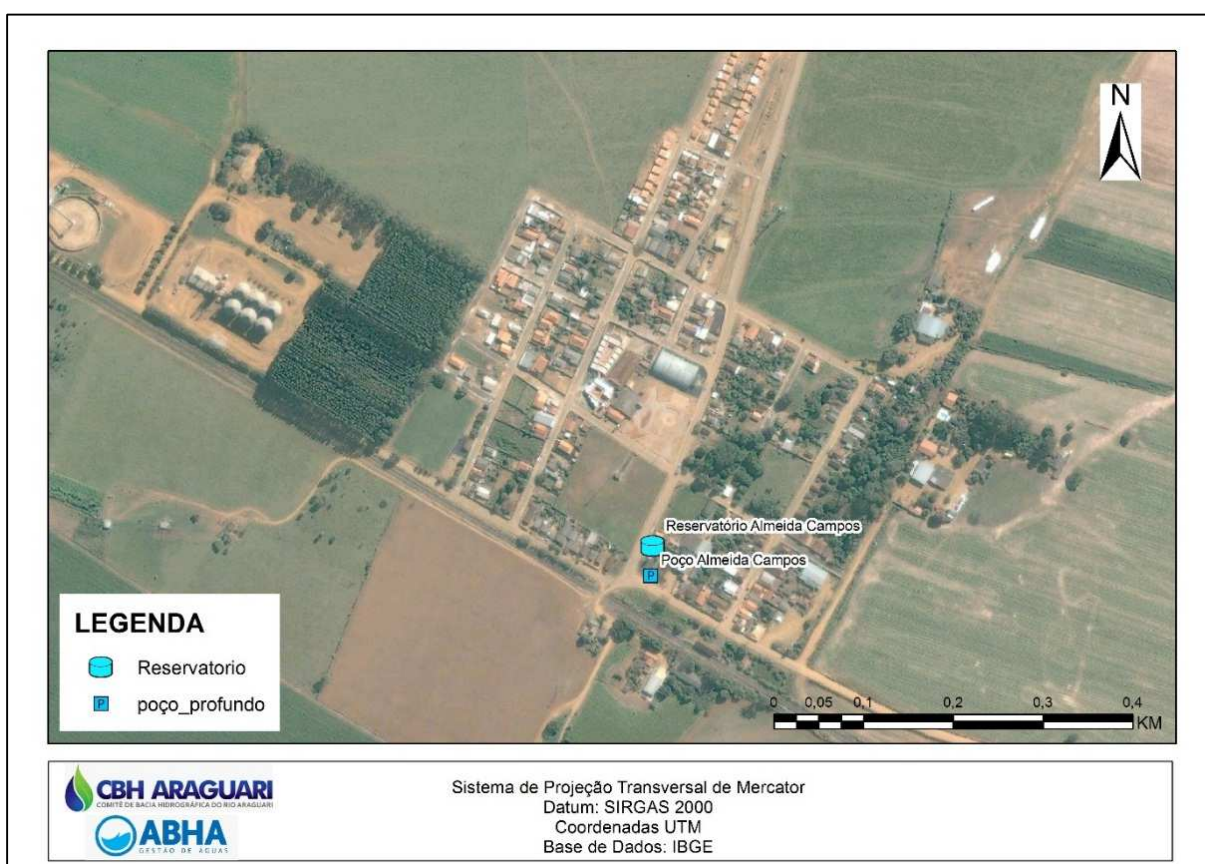 N
Reservatório Almeida Campos
Poço Almeida Campos
P
LEGENDA
Reservatorio
P
poço_profundo
0 0,05 0,1 0,2 0,3 0,4
KM
CBH ARAGUARI
COMITÊ DE BACIA HIDROGRÁFICA DO RIO ARAGUARI
ABHA
GESTÃO DE ÁGUAS
Sistema de Projeção Transversal de Mercator
Datum: SIRGAS 2000
Coordenadas UTM
Base de Dados: IBGE